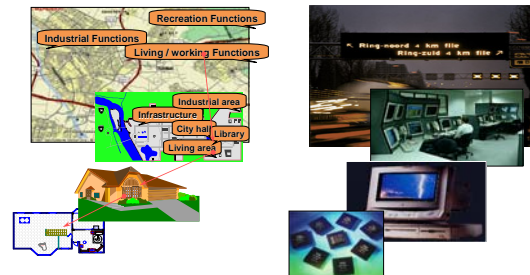 Recreation Functions
Industrial Functions
Living / working Functions
Industrial area
Infrastructure
City hall
Library
Living area
Ring-noord 4 km file
Ring-zuid 4 km file